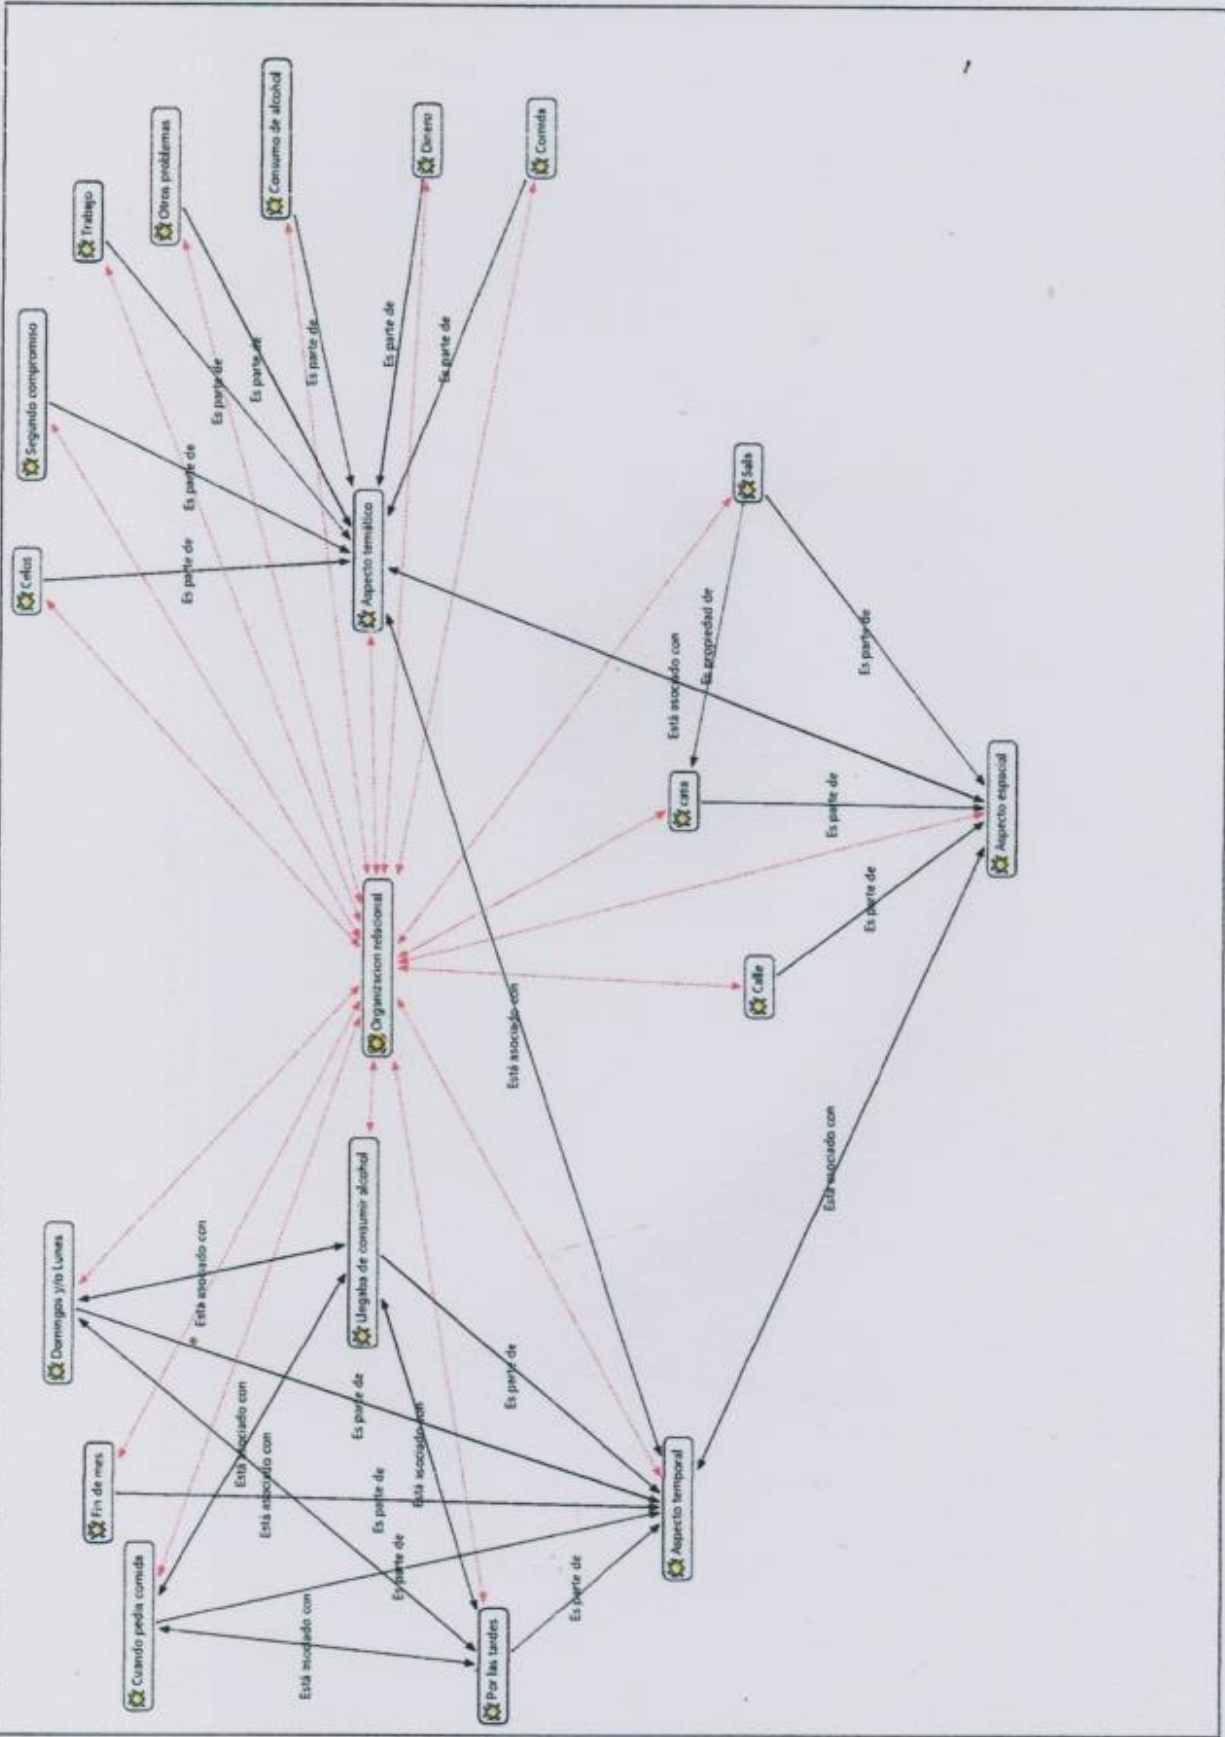 Celos
Segundo compromiso
Trabajo
Otros problemas
Consumo de alcohol
Dinero
Comida
Es parte de
Es parte de
Es parte de
Es parte de
Es parte de
Es parte de
Es parte de
Aspecto temático
Organizacion relacional
Domingos y/o Lunes
Fin de mes
Cuando pedia comida
Llegaba de consumir alcohol
Por las tardes
Está asociado con
Está asociado con
Está asociado con
Está asociado con
Está asociado con
Es parte de
Es parte de
Es parte de
Es parte de
Es parte de
Aspecto temporal
Está asociado con
Está asociado con
Está asociado con
Es propiedad de
Sala
casa
Calle
Es parte de
Es parte de
Es parte de
Aspecto espacial